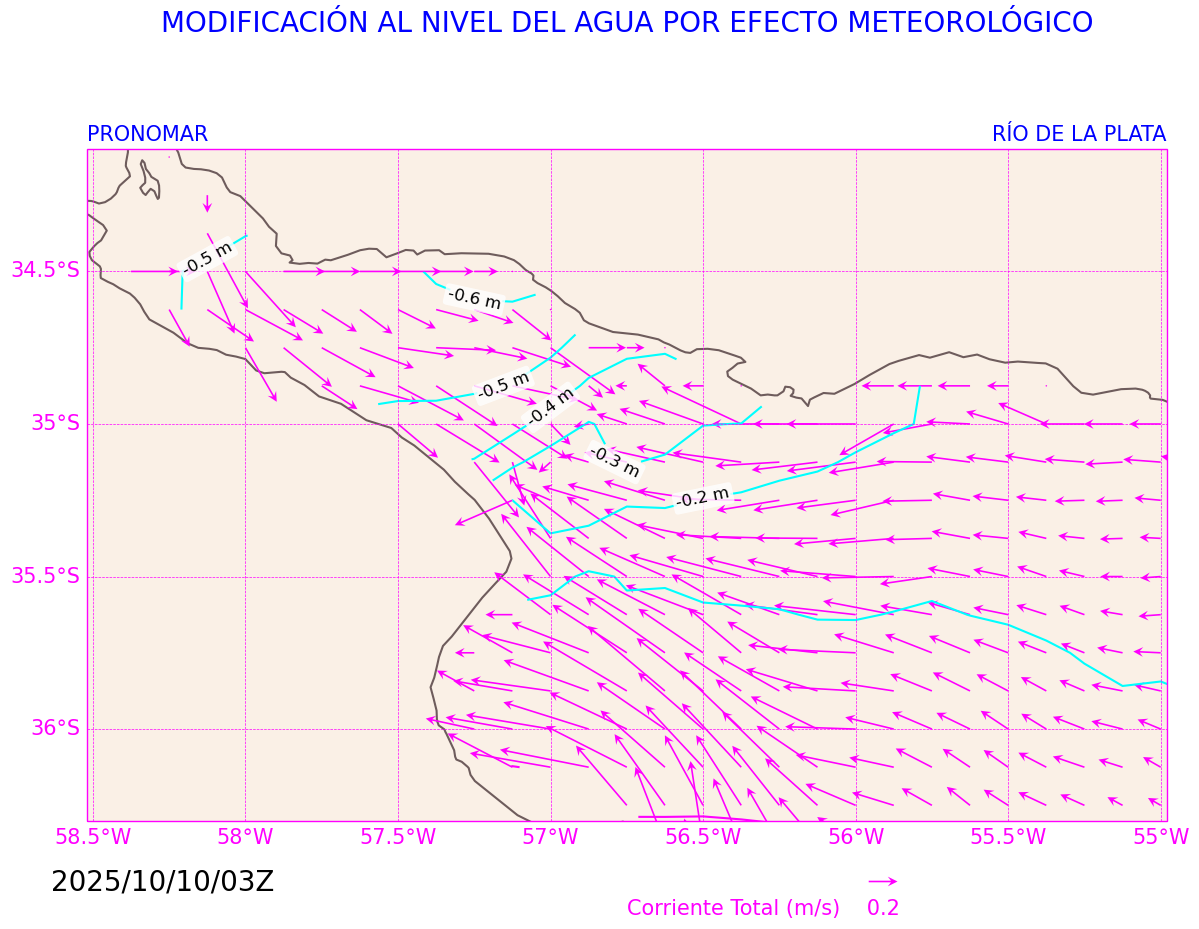 MODIFICACIÓN AL NIVEL DEL AGUA POR EFECTO METEOROLÓGICO
PRONOMAR RÍO DE LA PLATA
-0.5 m
34.5°S
-0.6 m
-0.5 m
-0.4 m
35°S
-0.3 m
-0.2 m
35.5°S
36°S
58.5°W 58°W 57.5°W 57°W 56.5°W 56°W 55.5°W 55°W
2025/10/10/03Z
Corriente Total (m/s) 0.2